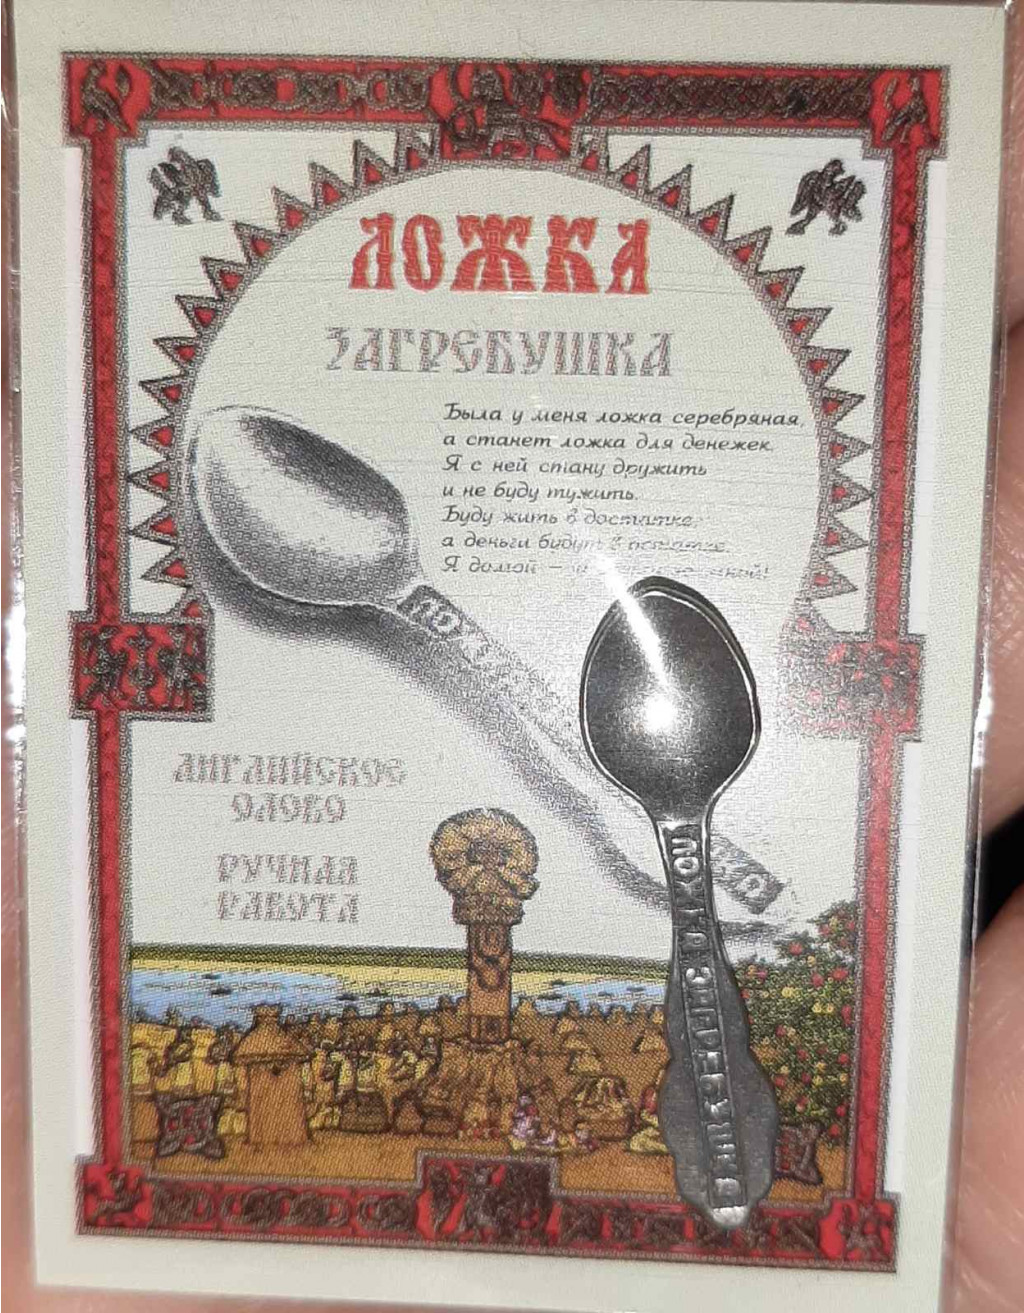 ЛОЖКА
ЗАГРЕБУШКА
Была у меня ложка серебряная,
а станет ложка для денежек.
Я с ней стану дружить
и не буду тужить.
Буду жить в достатке,
а деньги будут в
Я домой –
АНГЛИЙСКОЕ
ОЛОВО
РУЧНАЯ
РАБОТА